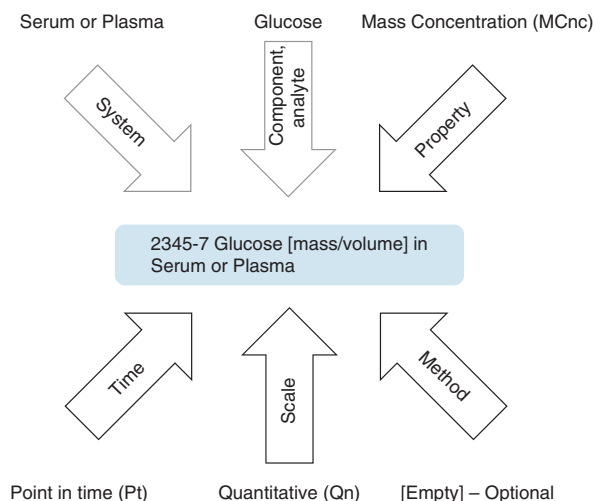 Serum or Plasma
Glucose
Mass Concentration (MCnc)
System
Component,
analyte
Property
2345-7 Glucose [mass/volume] in
Serum or Plasma
Time
Scale
Method
Point in time (Pt)
Quantitative (Qn)
[Empty] – Optional